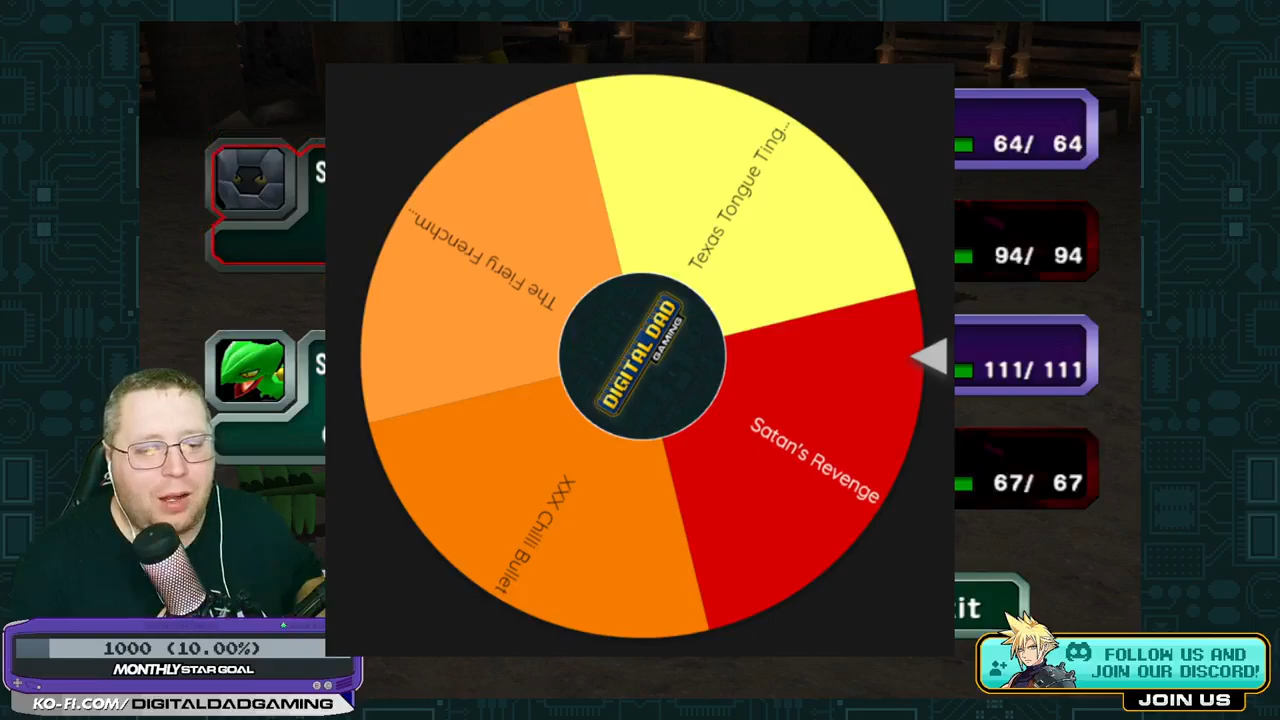 64/ 64
S
Texas Tongue Ting...
The Fiery Frenchm...
94/ 94
DIGITAL DAD
GAMING
S
111/ 111
Satan's Revenge
XXX Chilli Bullet
67/ 67
it
1000 (10.00%)
MONTHLY STAR GOAL
KO-FI.COM/DIGITALDADGAMING
FOLLOW US AND
JOIN OUR DISCORD!
JOIN US